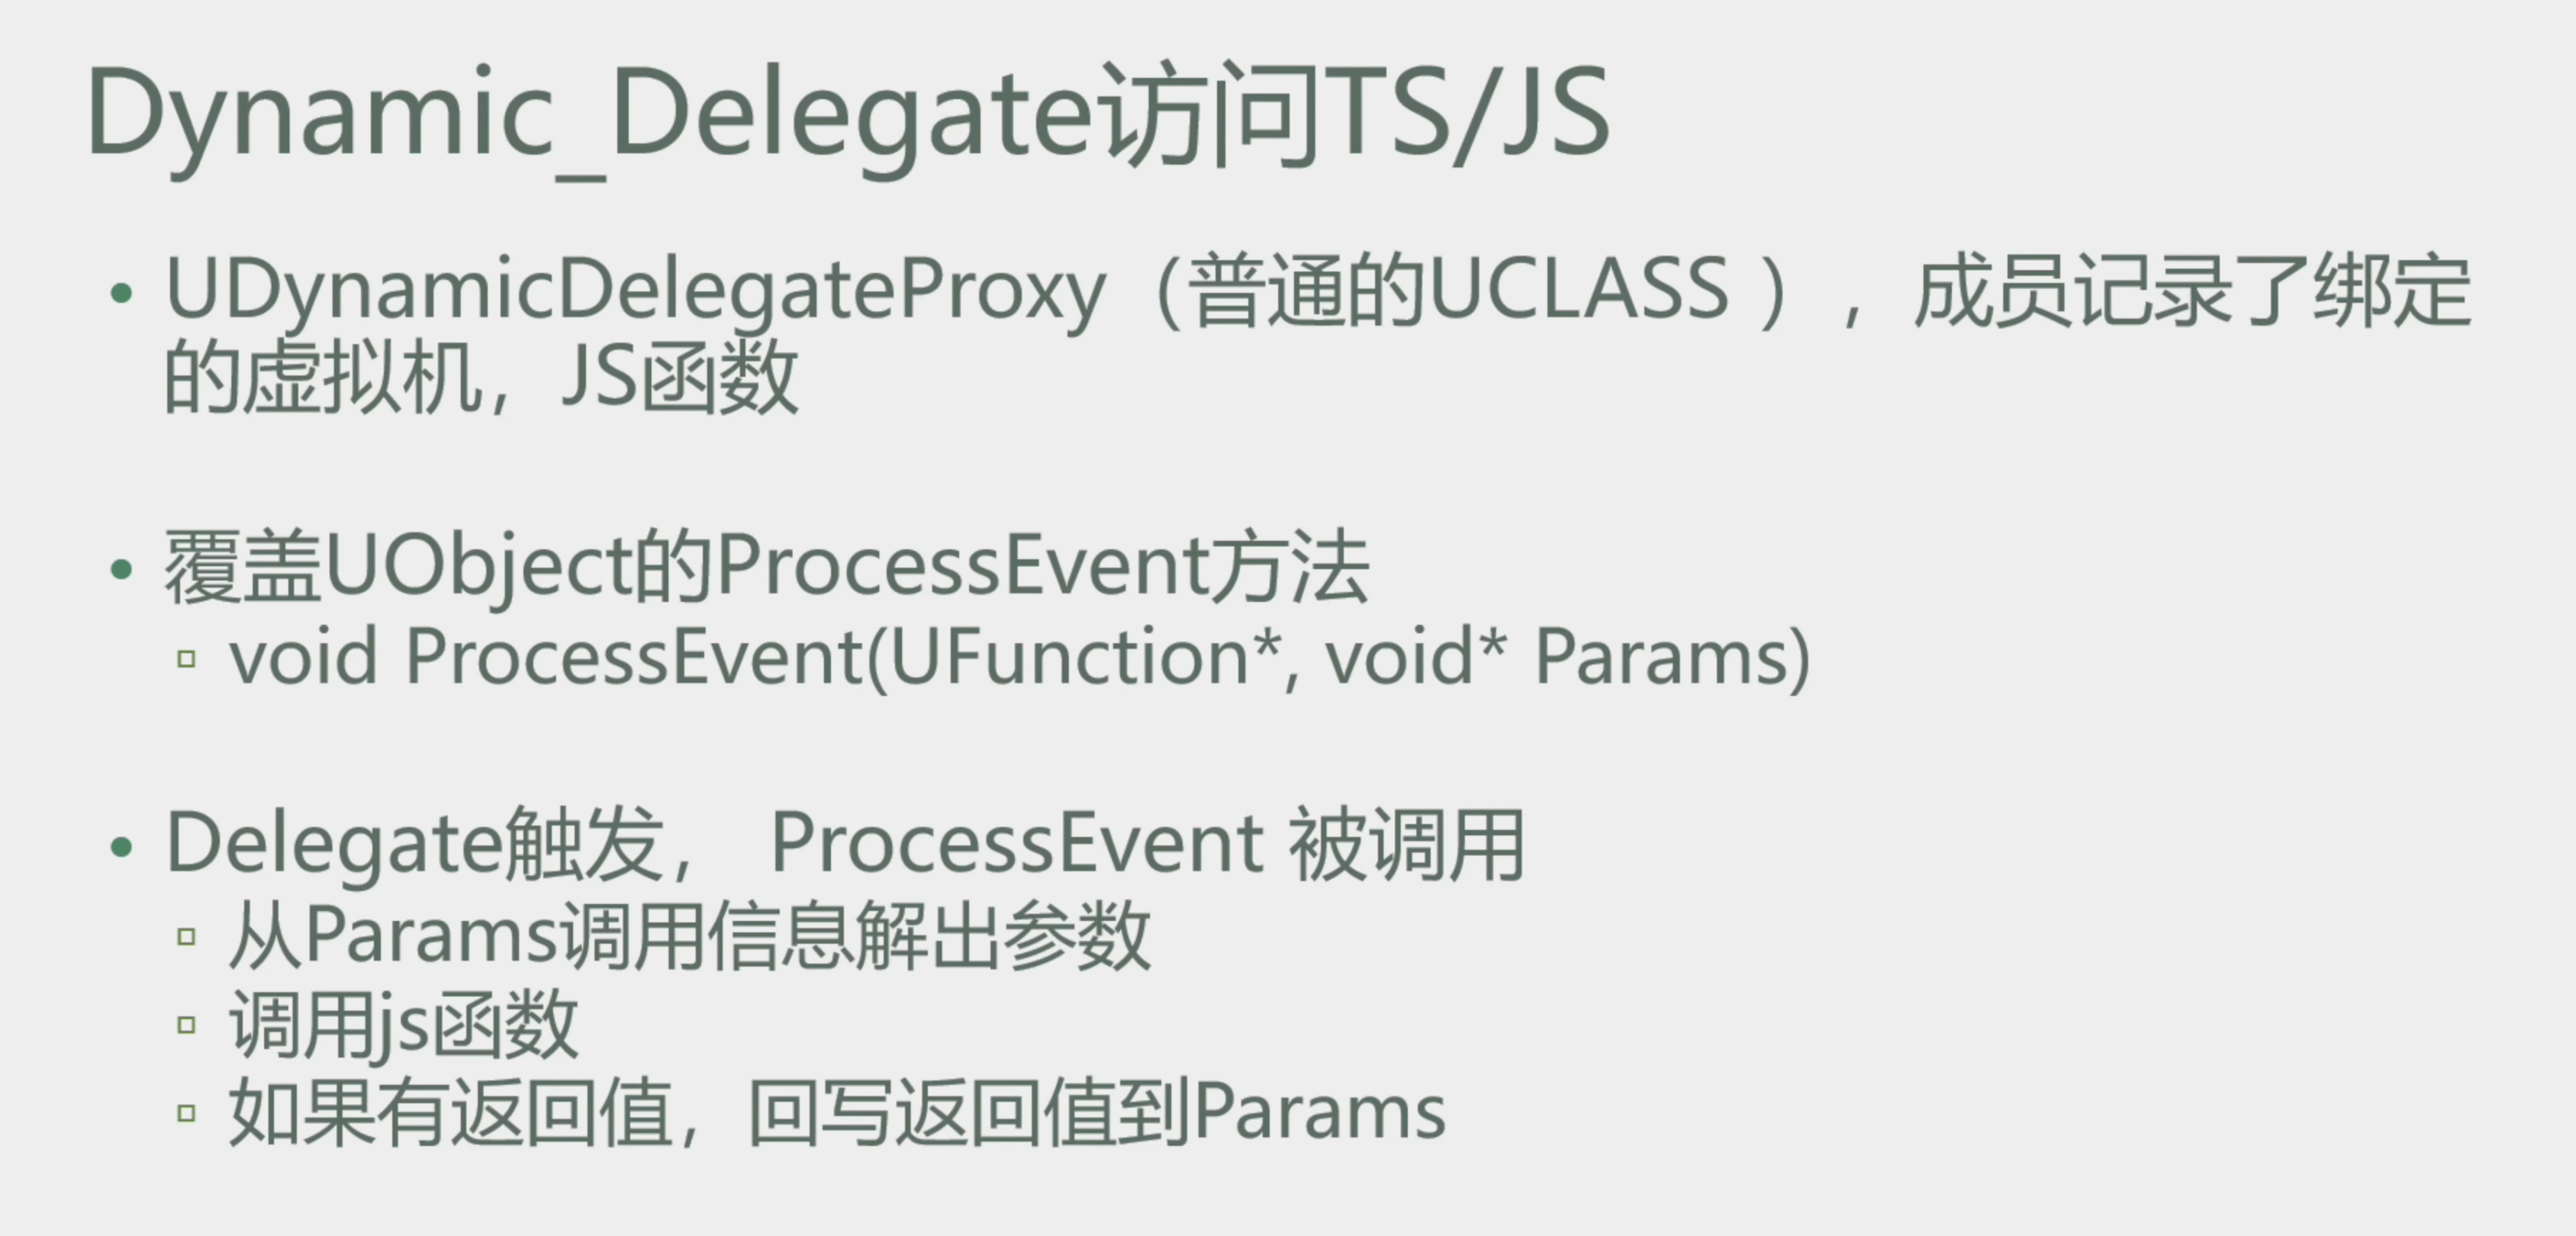 Dynamic_Delegate访问TS/JS
• UDynamicDelegateProxy（普通的UCLASS ），成员记录了绑定
的虚拟机，JS函数
• 覆盖UObject的ProcessEvent方法
▫ void ProcessEvent(UFunction*, void* Params)
• Delegate触发， ProcessEvent 被调用
▫ 从Params调用信息解出参数
▫ 调用js函数
▫ 如果有返回值，回写返回值到Params